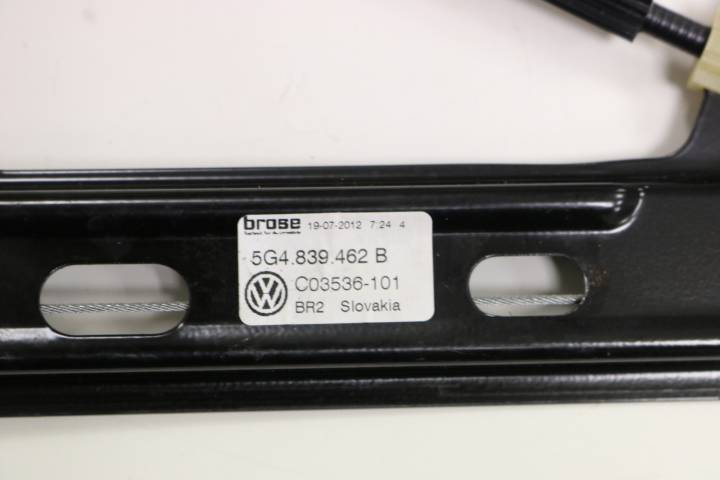 brose 19-07-2012 7:24 4
5G4.839.462 B
C03536-101
BR2 Slovakia